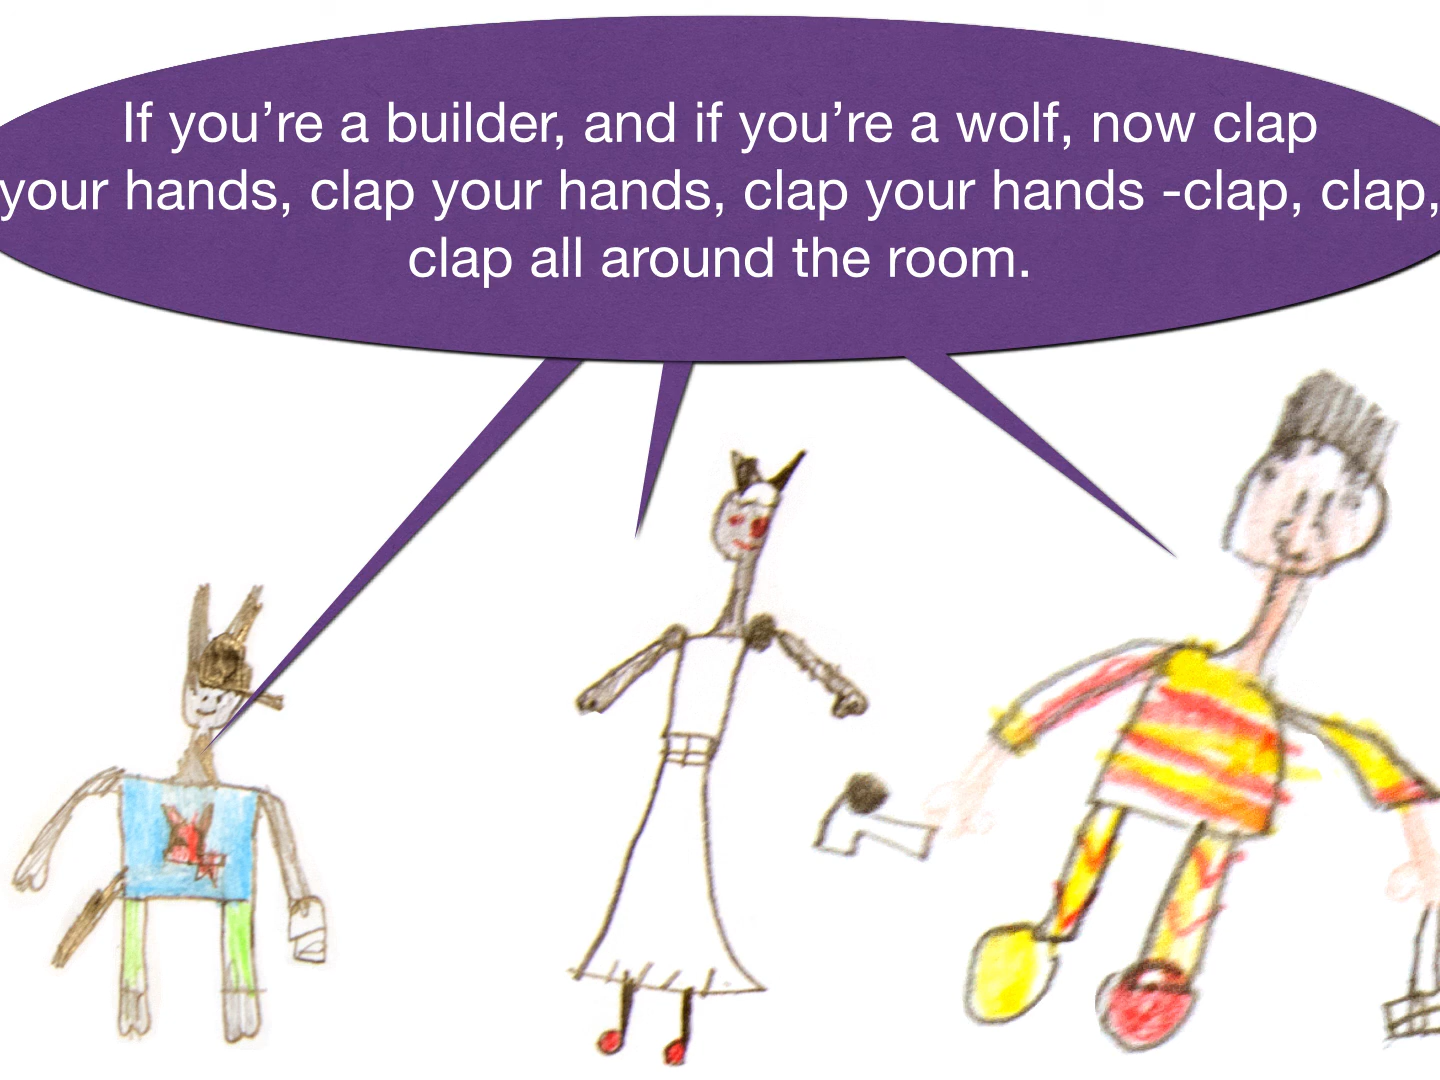 If you’re a builder, and if you’re a wolf, now clap
your hands, clap your hands, clap your hands -clap, clap,
clap all around the room.